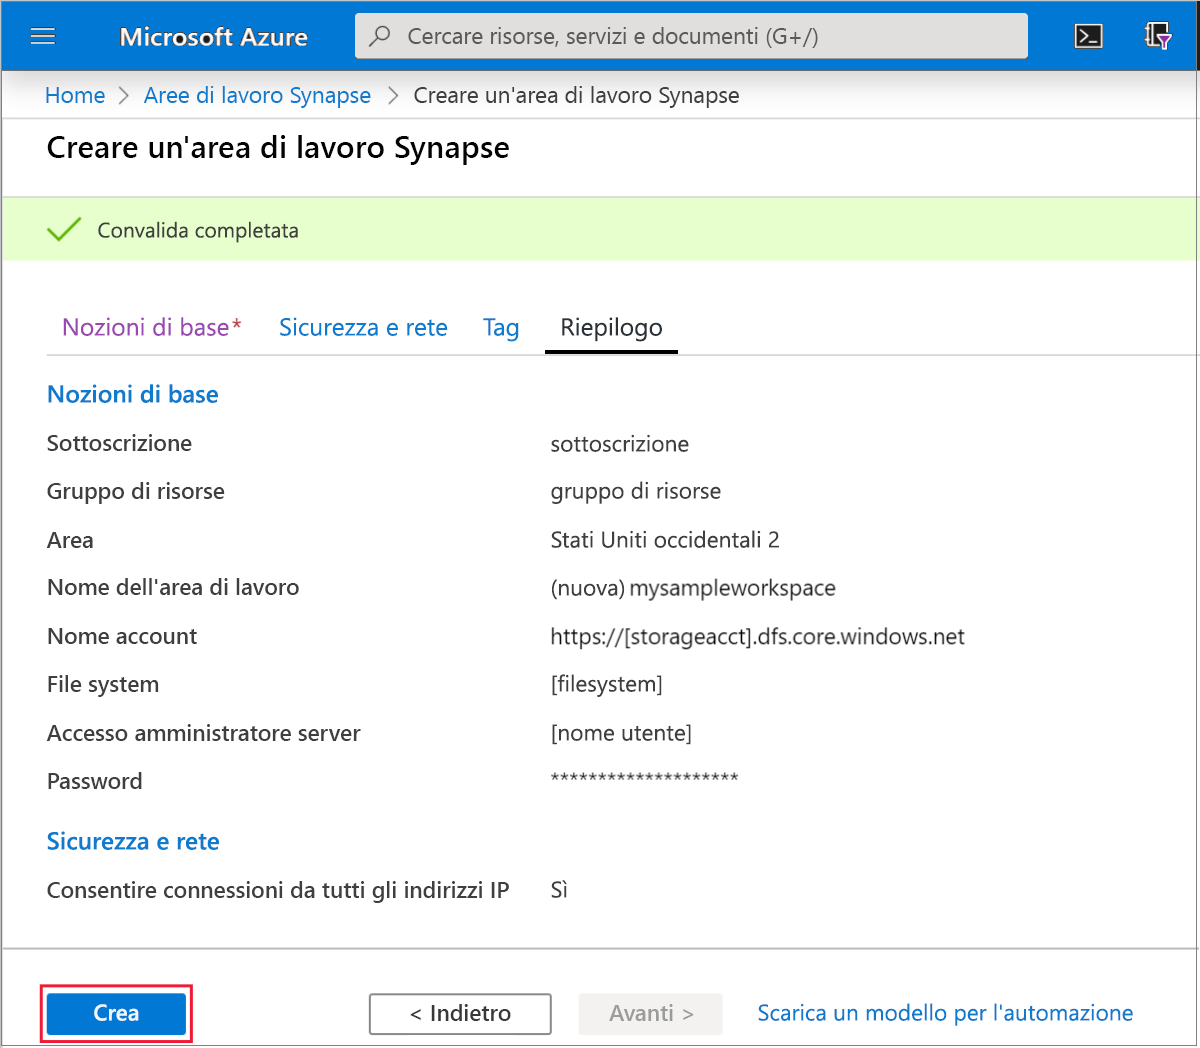 Microsoft Azure
Cercare risorse, servizi e documenti (G+/)
Home > Aree di lavoro Synapse > Creare un'area di lavoro Synapse
Creare un'area di lavoro Synapse
Convalida completata
Nozioni di base* Sicurezza e rete Tag Riepilogo
Nozioni di base
Sottoscrizione sottoscrizione
Gruppo di risorse gruppo di risorse
Area Stati Uniti occidentali 2
Nome dell'area di lavoro (nuova) mysampleworkspace
Nome account https://[storageacct].dfs.core.windows.net
File system [filesystem]
Accesso amministratore server [nome utente]
Password ********************
Sicurezza e rete
Consentire connessioni da tutti gli indirizzi IP Sì
Crea < Indietro Avanti > Scarica un modello per l'automazione